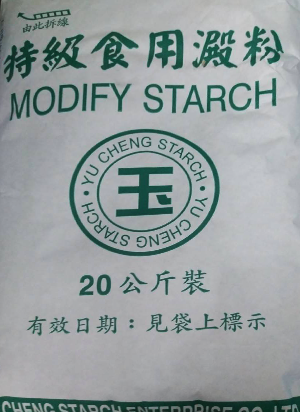 由此拆線
特級食用澱粉
MODIFY STARCH
YU CHENG STARCH · YU CHENG STARCH ·
玉
20公斤裝
有效日期：見袋上標示
CHENG STARCH ENTERPRISE CO., LTD